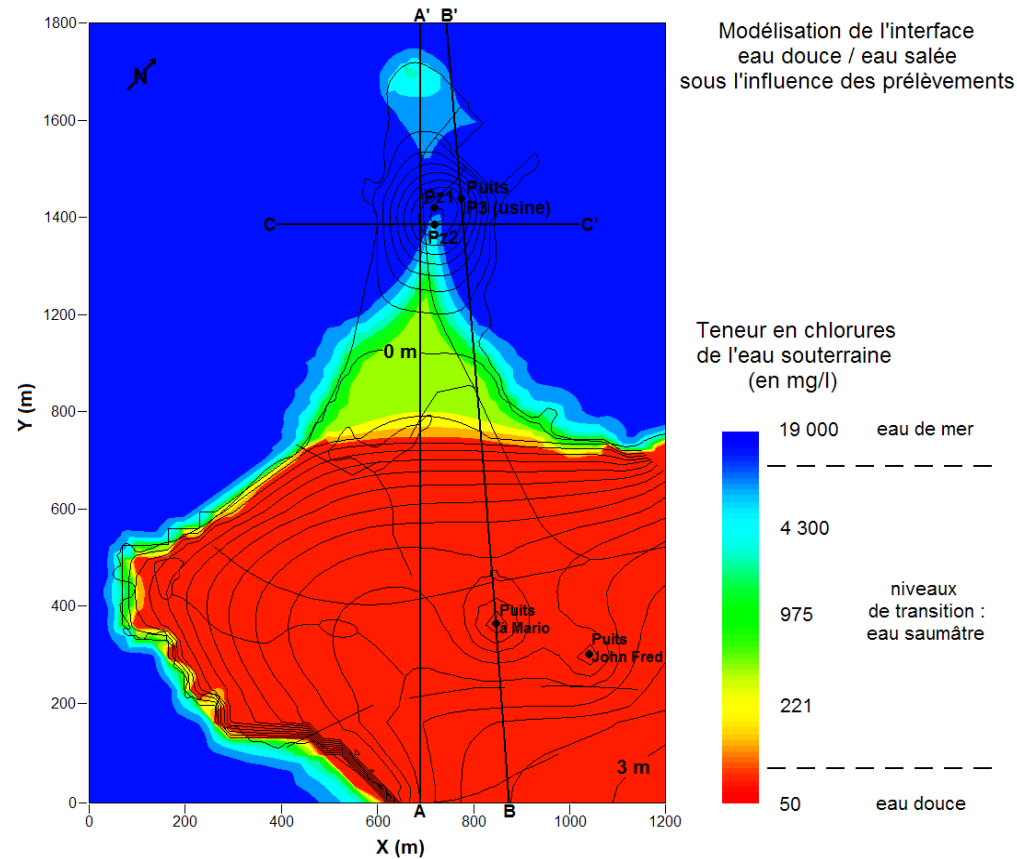 Modélisation de l'interface
eau douce / eau salée
sous l'influence des prélèvements
A' B'
1800
N
1600
Puits
Pz1
P3 (usine)
1400
C C'
Pz2
1200
0 m
Y (m)
800
600
400
Puits
à Mario
Puits
John Fred
200
3 m
0
A B
0 200 400 600 800 1000 1200
X (m)
Teneur en chlorures
de l'eau souterraine
(en mg/l)
19 000 eau de mer
4 300
975
niveaux
de transition :
eau saumâtre
221
50 eau douce